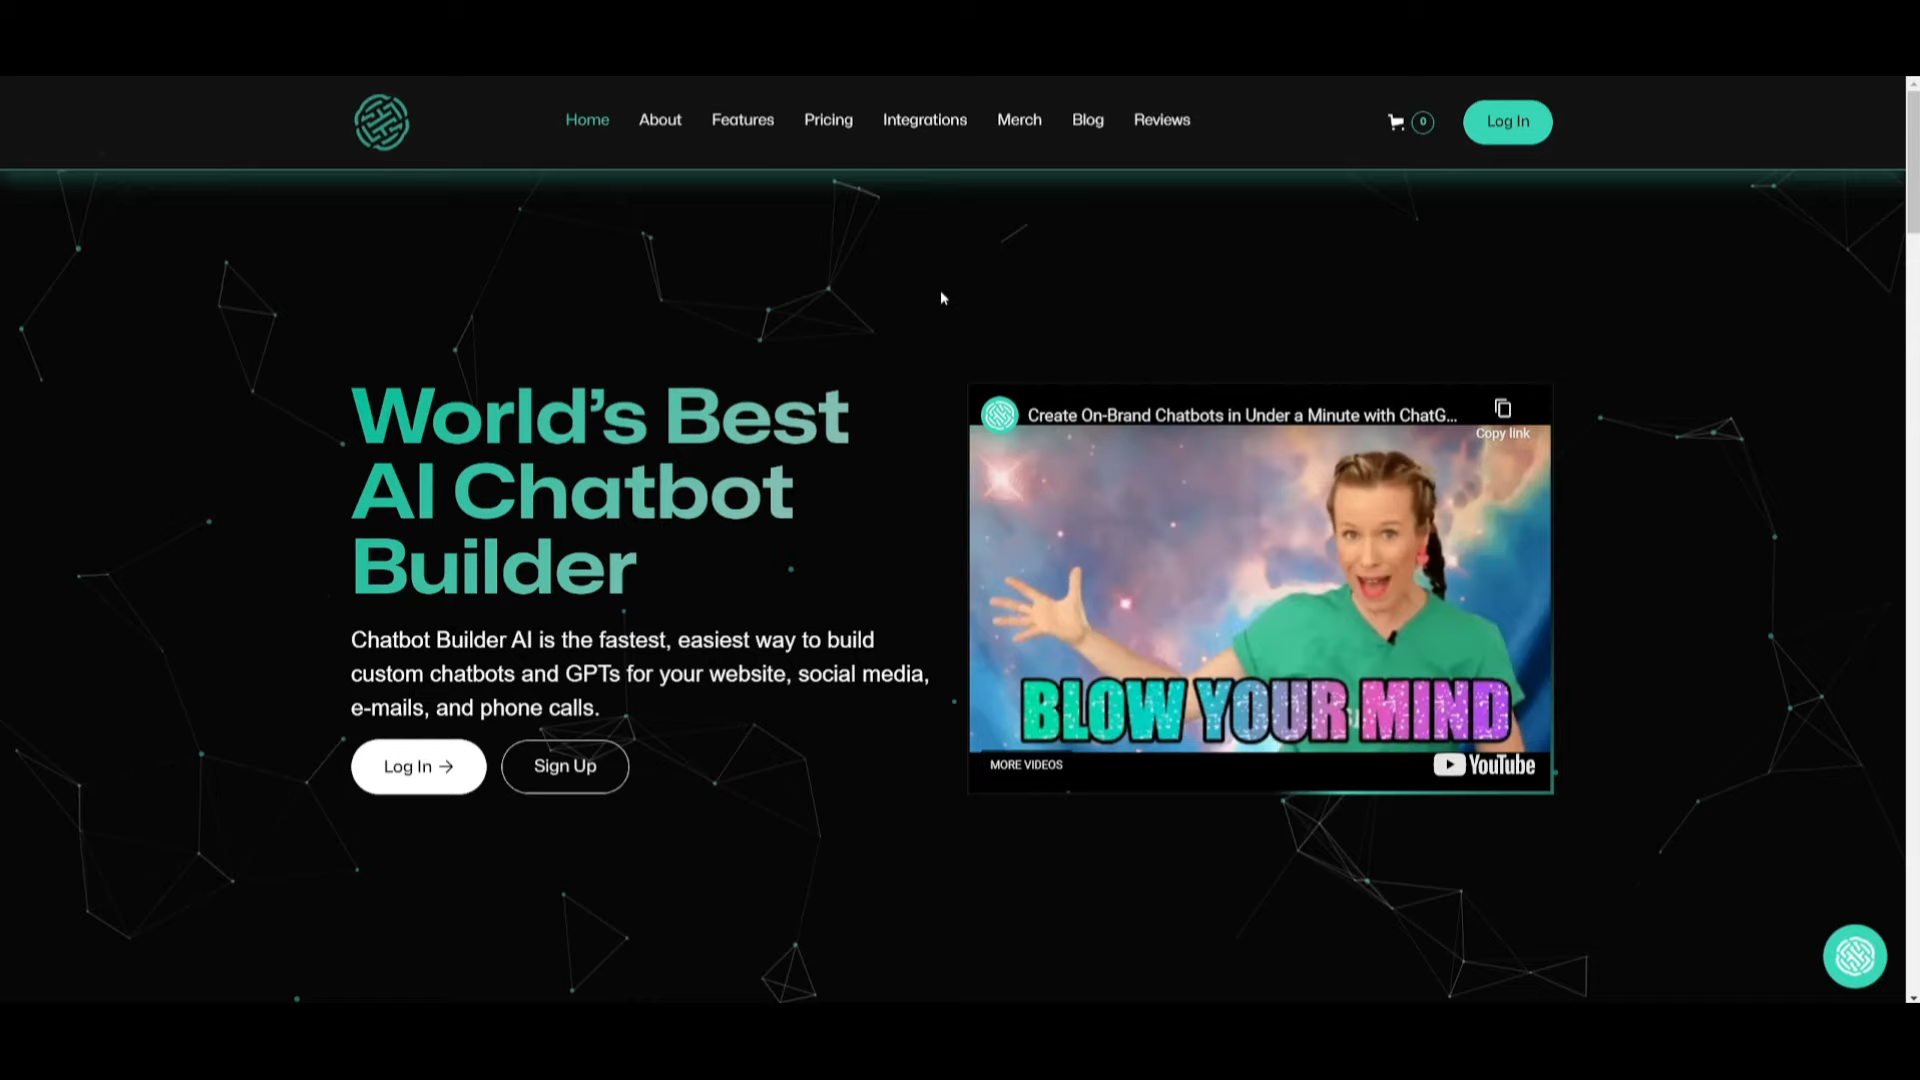 Home About Features Pricing Integrations Merch Blog Reviews
0
Log In
World's Best
AI Chatbot
Builder
Chatbot Builder AI is the fastest, easiest way to build
custom chatbots and GPTs for your website, social media,
e-mails, and phone calls.
Log In →
Sign Up
Create On-Brand Chatbots in Under a Minute with ChatG...
Copy link
BLOW YOUR MIND
MORE VIDEOS
YouTube